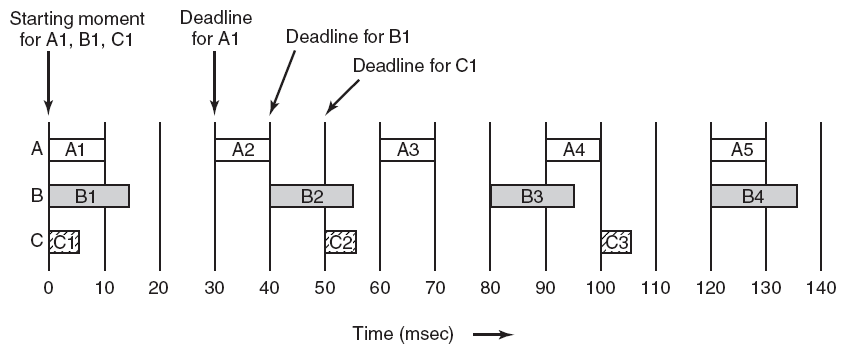 Starting moment
for A1, B1, C1
Deadline
for A1
Deadline for B1
Deadline for C1
A A1 A2 A3 A4 A5
B B1 B2 B3 B4
C C1 C2 C3
0 10 20 30 40 50 60 70 80 90 100 110 120 130 140
Time (msec)